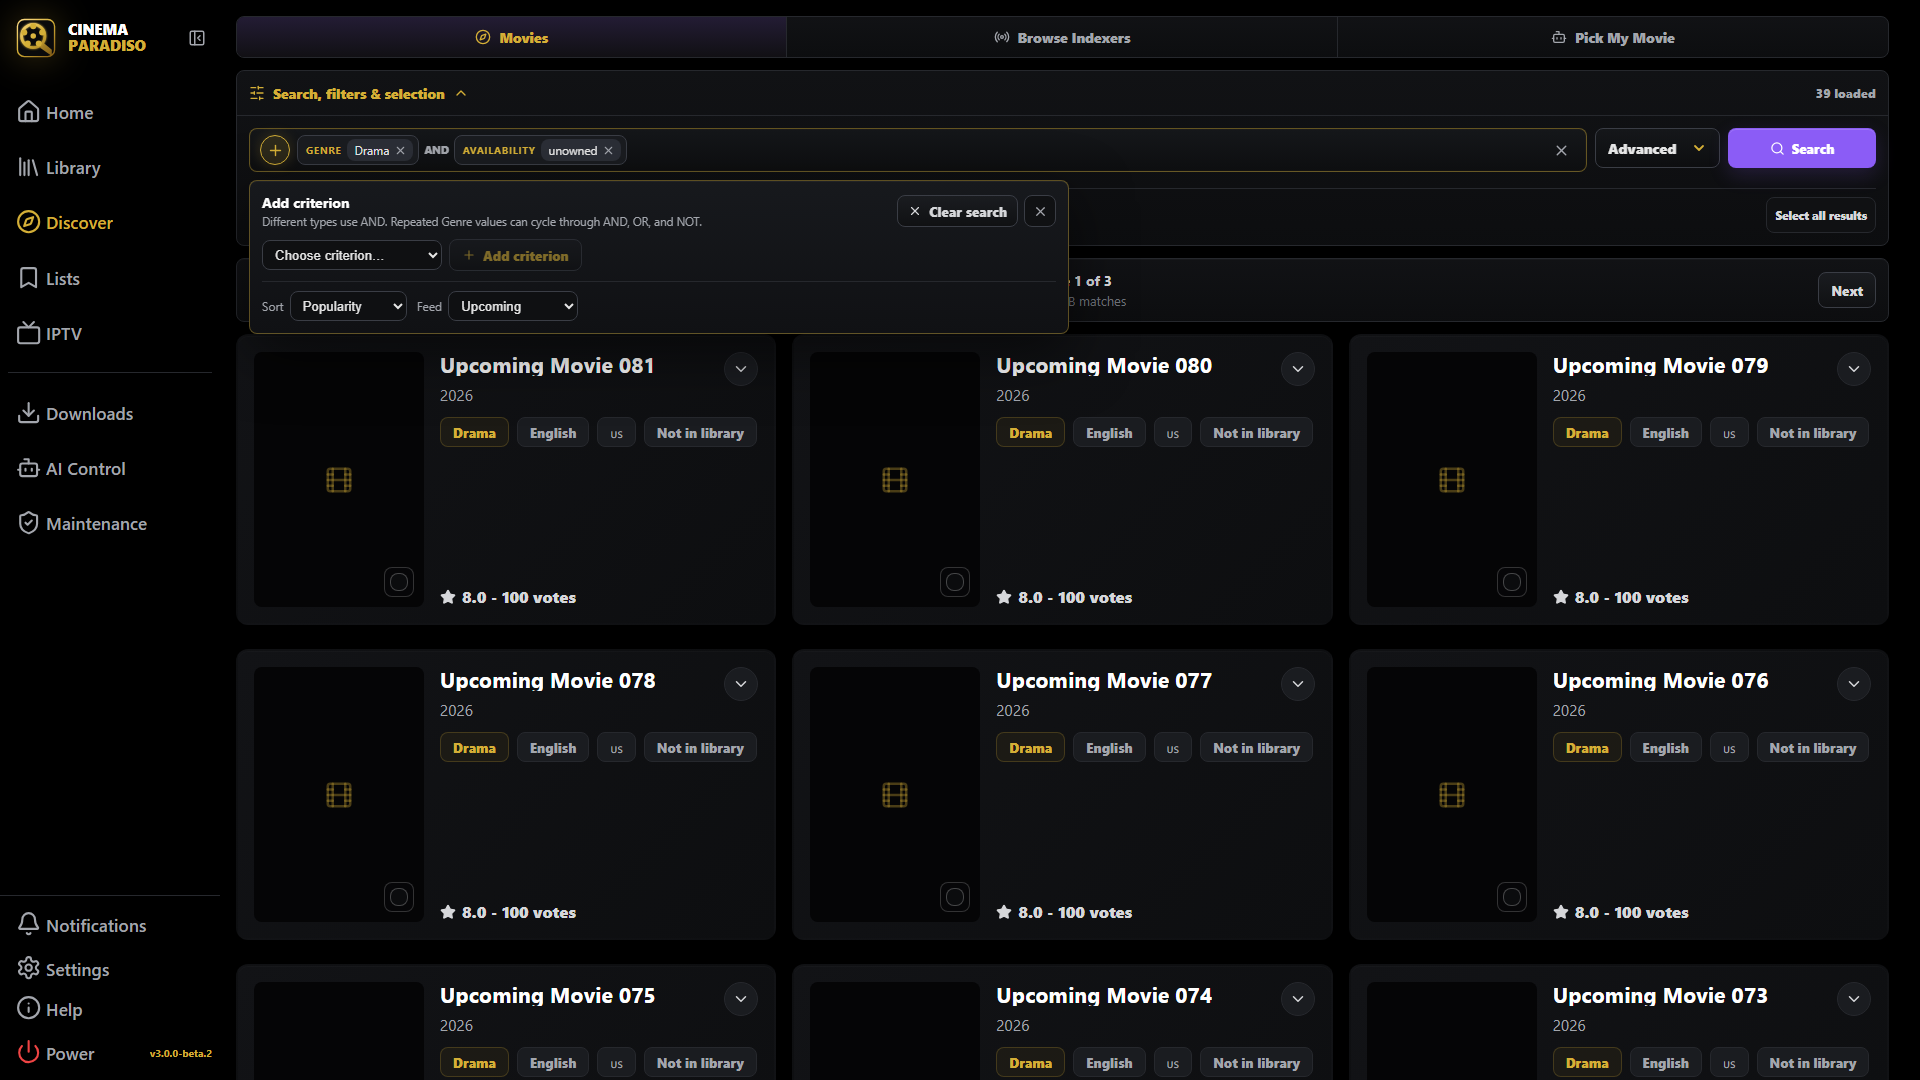 CINEMA
PARADISO
Home
Library
Discover
Lists
IPTV
Downloads
AI Control
Maintenance
Notifications
Settings
Help
Power v3.0.0-beta.2
Movies Browse Indexers Pick My Movie
Search, filters & selection 39 loaded
GENRE Drama AND AVAILABILITY unowned Advanced Search
Add criterion
Different types use AND. Repeated Genre values can cycle through AND, OR, and NOT.
Clear search
Select all results
Choose criterion... Add criterion
1 of 3
matches
Next
Sort Popularity Feed Upcoming
Upcoming Movie 081
2026
Drama English us Not in library
8.0 - 100 votes
Upcoming Movie 080
2026
Drama English us Not in library
8.0 - 100 votes
Upcoming Movie 079
2026
Drama English us Not in library
8.0 - 100 votes
Upcoming Movie 078
2026
Drama English us Not in library
8.0 - 100 votes
Upcoming Movie 077
2026
Drama English us Not in library
8.0 - 100 votes
Upcoming Movie 076
2026
Drama English us Not in library
8.0 - 100 votes
Upcoming Movie 075
2026
Drama English us Not in library
Upcoming Movie 074
2026
Drama English us Not in library
Upcoming Movie 073
2026
Drama English us Not in library